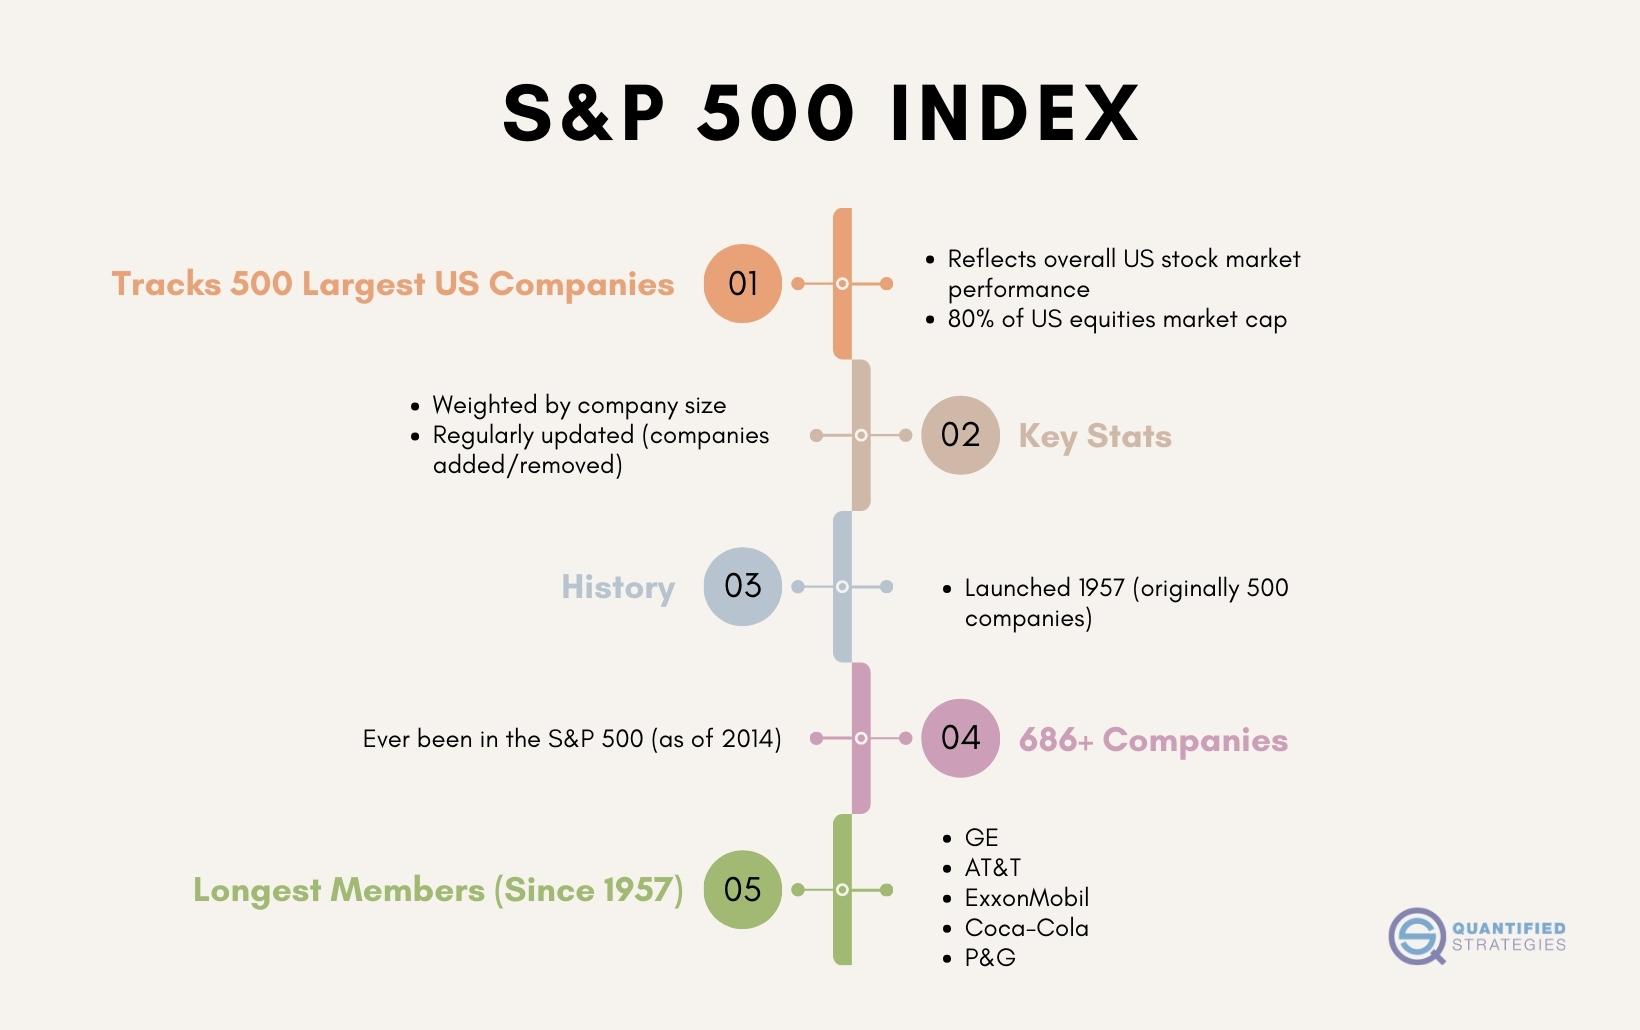 S&P 500 INDEX
Tracks 500 Largest US Companies
01
• Reflects overall US stock market
performance
• 80% of US equities market cap
• Weighted by company size
• Regularly updated (companies
added/removed)
02
Key Stats
History
03
• Launched 1957 (originally 500
companies)
Ever been in the S&P 500 (as of 2014)
04
686+ Companies
Longest Members (Since 1957)
05
• GE
• AT&T
• ExxonMobil
• Coca-Cola
• P&G
QUANTIFIED
STRATEGIES